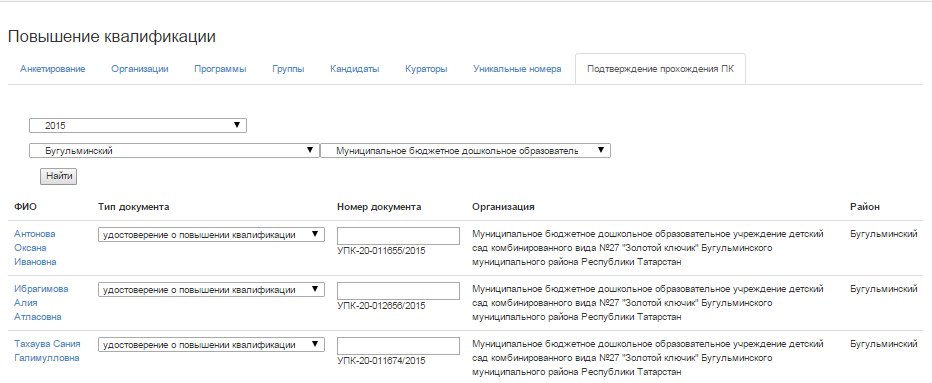 Повышение квалификации
Анкетирование Организации Программы Группы Кандидаты Кураторы Уникальные номера Подтверждение прохождения ПК
2015
Бугульминский Муниципальное бюджетное дошкольное образователь
Найти
ФИО Тип документа Номер документа Организация Район
Антонова удостоверение о повышении квалификации Муниципальное бюджетное дошкольное образовательное учреждение детский Бугульминский
Оксана УПК-20-011655/2015 сад комбинированного вида №27 "Золотой ключик" Бугульминского
Ивановна муниципального района Республики Татарстан
Ибрагимова удостоверение о повышении квалификации Муниципальное бюджетное дошкольное образовательное учреждение детский Бугульминский
Алия УПК-20-012656/2015 сад комбинированного вида №27 "Золотой ключик" Бугульминского
Атласовна муниципального района Республики Татарстан
Тахаува Сания удостоверение о повышении квалификации Муниципальное бюджетное дошкольное образовательное учреждение детский Бугульминский
Галимулловна УПК-20-011674/2015 сад комбинированного вида №27 "Золотой ключик" Бугульминского
муниципального района Республики Татарстан